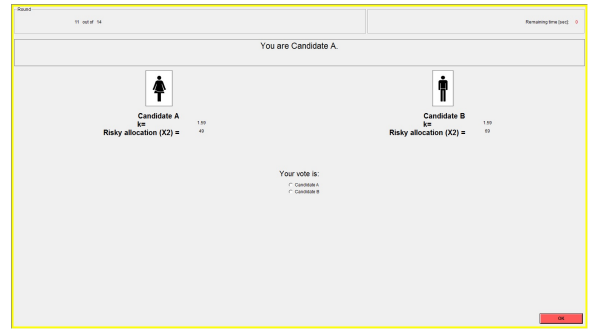 Round
11 out of 14
Remaining time [sec]: 0
You are Candidate A.
Candidate A
k= 1.59
Risky allocation (X2) = 49
Candidate B
k= 1.59
Risky allocation (X2) =
Your vote is:
Candidate A
Candidate B
OK